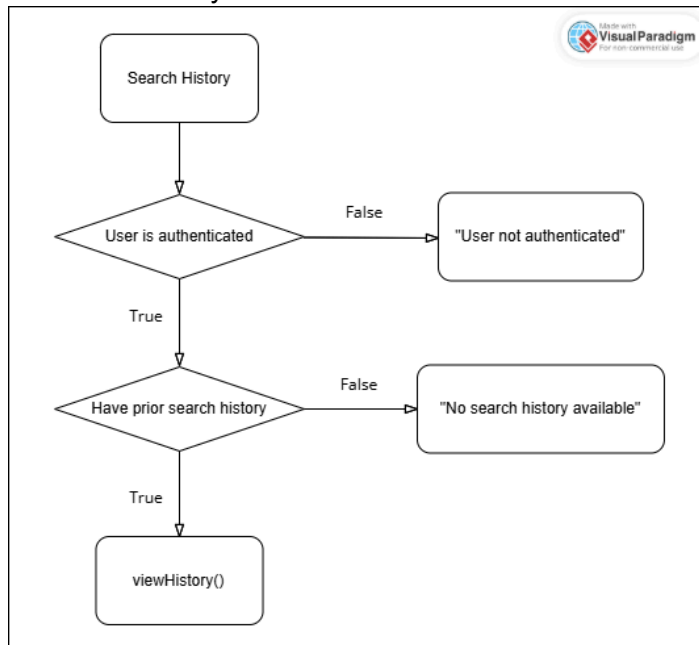 Made with
Visual Paradigm
For non-commercial use
Search History
User is authenticated
False
"User not authenticated"
True
Have prior search history
False
"No search history available"
True
viewHistory()